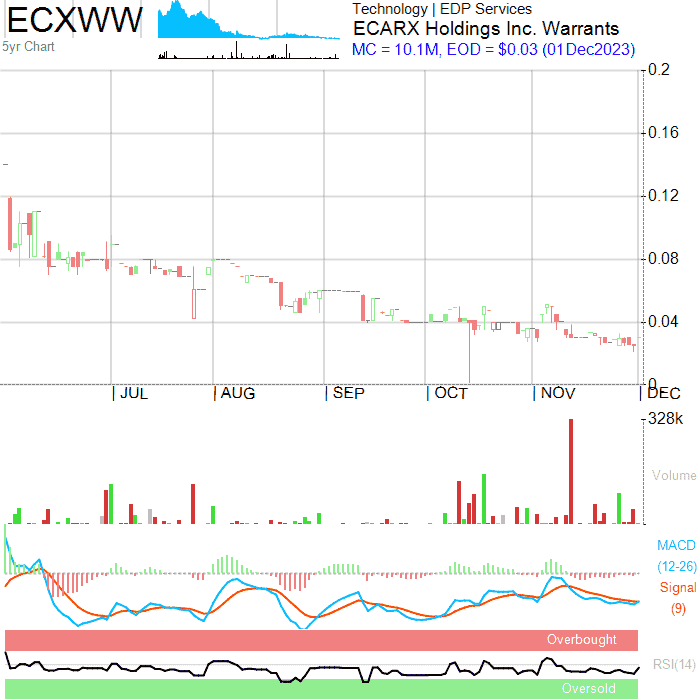 ECXWW
5yr Chart
Technology | EDP Services
ECARX Holdings Inc. Warrants
MC = 10.1M, EOD = $0.03 (01Dec2023)
0.2
0.16
0.12
0.08
0.04
0
| JUL | AUG | SEP | OCT | NOV | DEC
328k
Volume
MACD
(12-26)
Signal
(9)
Overbought
RSI(14)
Oversold